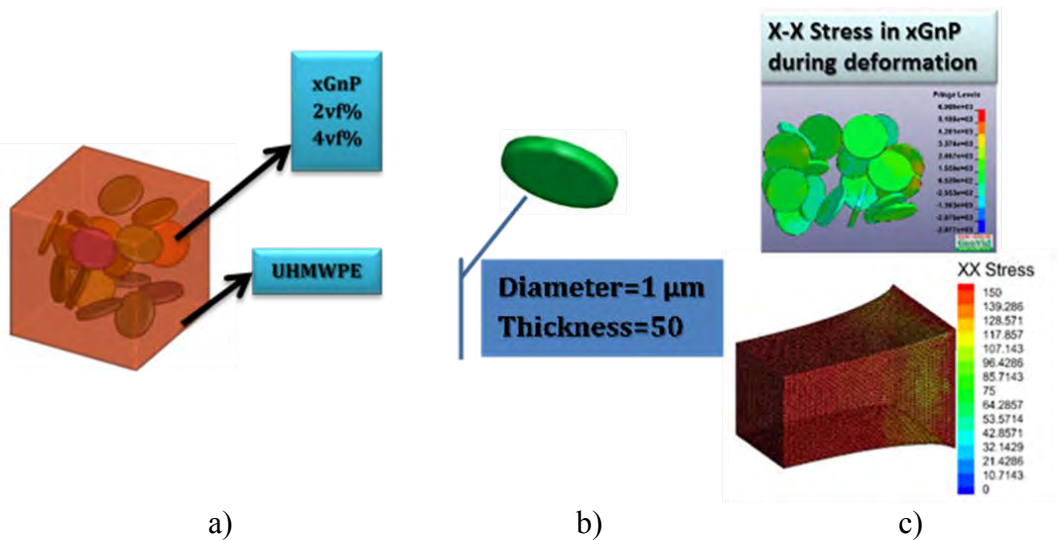 xGnP
2vf%
4vf%
UHMWPE
Diameter=1 μm
Thickness=50
X-X Stress in xGnP
during deformation
Fringe Levels
XX Stress
150
139.286
128.571
117.857
107.143
96.4286
85.7143
75
64.2857
53.5714
42.8571
32.1429
21.4286
10.7143
0
a)
b)
c)